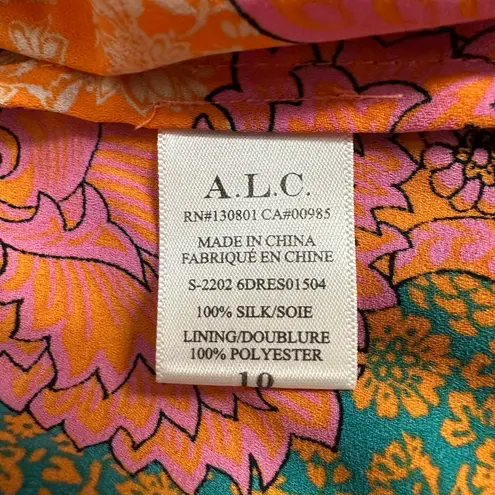 A.L.C.
RN#130801 CA#00985
MADE IN CHINA
FABRIQUÉ EN CHINE
S-2202 6DRES01504
100% SILK/SOIE
LINING/DOUBLURE
100% POLYESTER
10